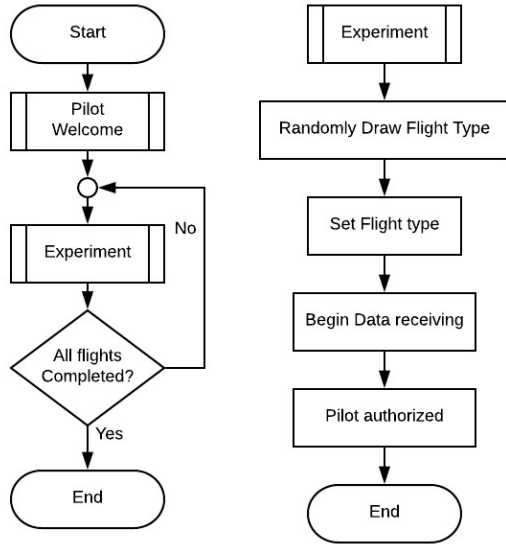 Start
Pilot
Welcome
Experiment
No
All flights
Completed?
Yes
End
Experiment
Randomly Draw Flight Type
Set Flight type
Begin Data receiving
Pilot authorized
End